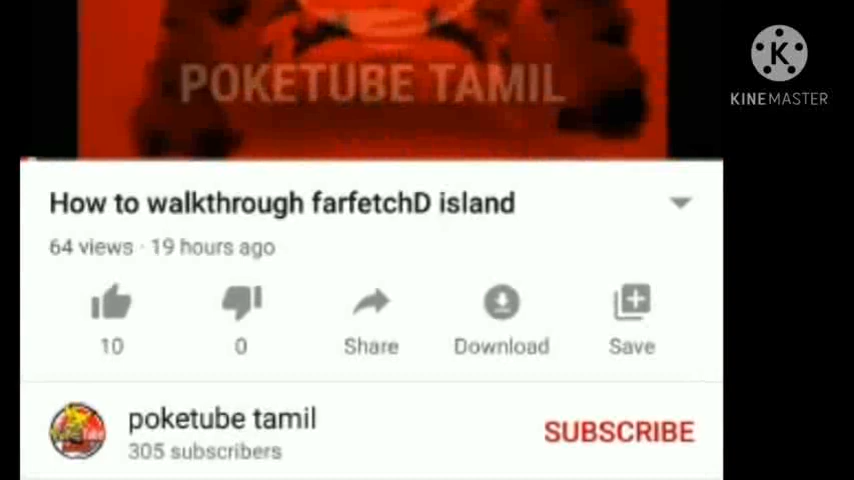 POKETUBE TAMIL
K
KINEMASTER
How to walkthrough farfetchD island
64 views · 19 hours ago
10
0
Share
Download
Save
poketube tamil
305 subscribers
SUBSCRIBE